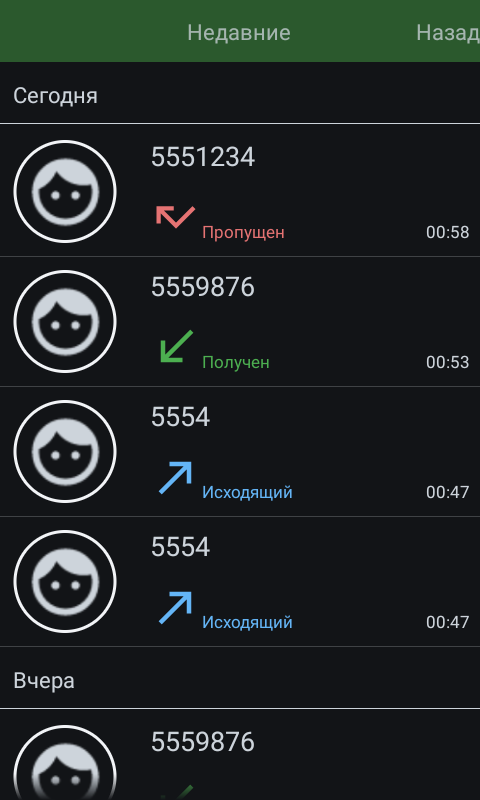 Недавние Назад
Сегодня
5551234
Пропущен 00:58
5559876
Получен 00:53
5554
Исходящий 00:47
5554
Исходящий 00:47
Вчера
5559876